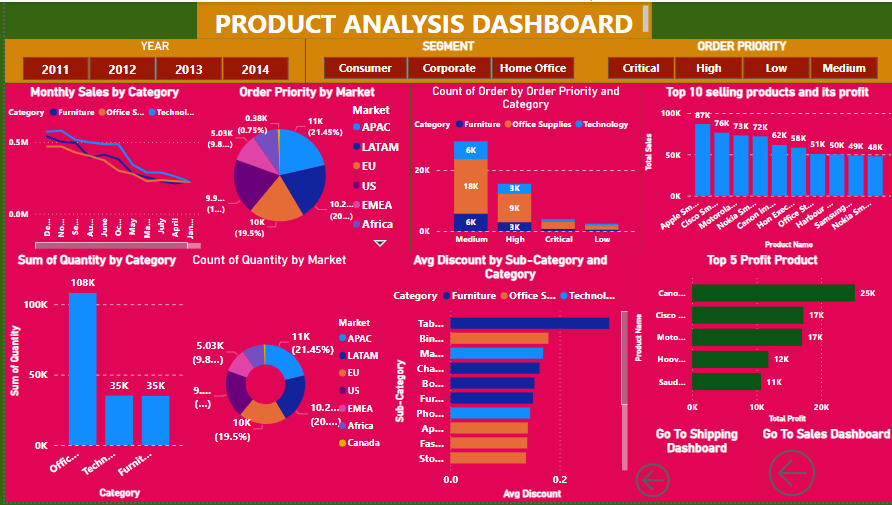 PRODUCT ANALYSIS DASHBOARD
YEAR
SEGMENT
ORDER PRIORITY
2011
2012
2013
2014
Consumer
Corporate
Home Office
Critical
High
Low
Medium
Monthly Sales by Category
Category Furniture Office S... Technol...
0.5M
0.0M
De...
No...
Se...
Au...
June
Oc...
May
Ma...
July
April
Jan...
Order Priority by Market
0.38K
(0.75%)
11K
(21.45%)
5.03K
(9.8...)
9.9...
(1...)
10K
(19.5%)
10.2...
(20...)
Market
APAC
LATAM
EU
US
EMEA
Africa
Count of Order by Order Priority and
Category
Category Furniture Office Supplies Technology
20K
0K
6K
18K
6K
3K
9K
3K
Medium
High
Critical
Low
Top 10 selling products and its profit
Total Sales
100K
50K
0K
87K
76K
73K
72K
62K
58K
51K
50K
49K
48K
Apple Sm...
Cisco Sm...
Motorola...
Nokia Sm...
Canon im...
Hon Exec...
Office St...
Harbour ...
Samsung...
Nokia Sm...
Product Name
Sum of Quantity by Category
Sum of Quantity
100K
50K
0K
108K
35K
35K
Offic...
Techn...
Furnit...
Category
Count of Quantity by Market
5.03K
(9.8...)
11K
(21.45%)
9....
(...)
10K
(19.5%)
10.2...
(20....)
Market
APAC
LATAM
EU
US
EMEA
Africa
Canada
Avg Discount by Sub-Category and
Category
Category Furniture Office S... Technol...
Sub-Category
Tab...
Bin...
Ma...
Cha...
Bo...
Fur...
Pho...
Ap...
Fas...
Sto...
0.0
0.2
Avg Discount
Top 5 Profit Product
Product Name
Cano...
Cisco ...
Moto...
Hoov...
Saud...
25K
17K
17K
12K
11K
0K
10K
20K
Total Profit
Go To Shipping
Dashboard
Go To Sales Dashboard